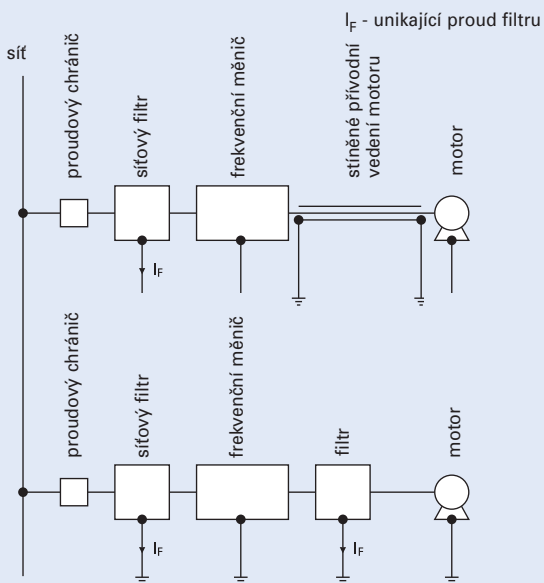 I_F - unikající proud filtru
síť
proudový chránič
síťový filtr
frekvenční měnič
stíněné přívodní
vedení motoru
motor
I_F
proudový chránič
síťový filtr
frekvenční měnič
filtr
motor
I_F
I_F